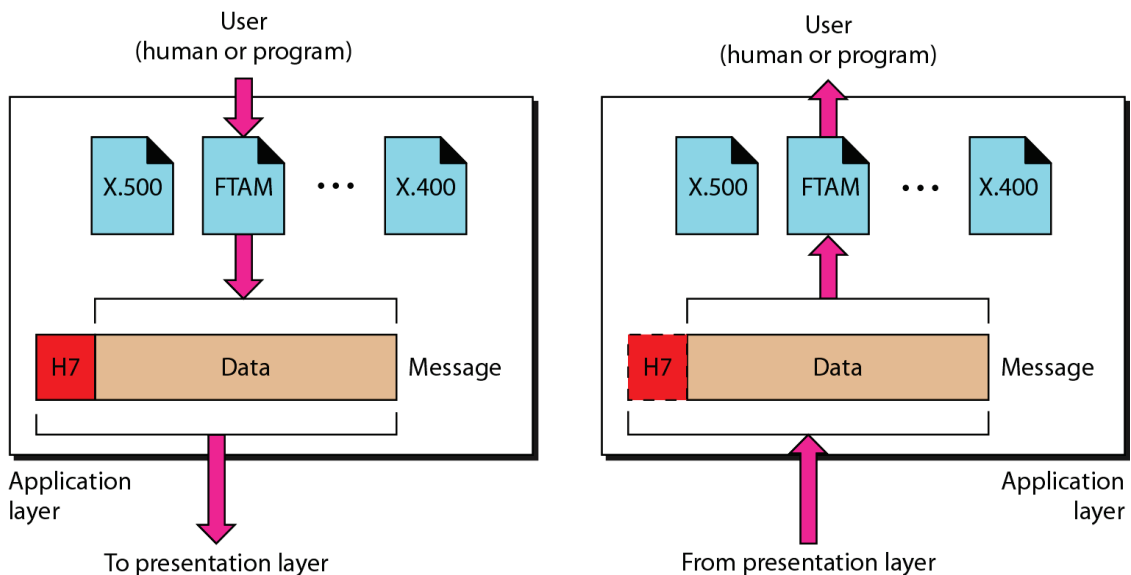 User
(human or program)
X.500
FTAM
...
X.400
H7
Data
Message
Application
layer
To presentation layer
User
(human or program)
X.500
FTAM
...
X.400
H7
Data
Message
Application
layer
From presentation layer